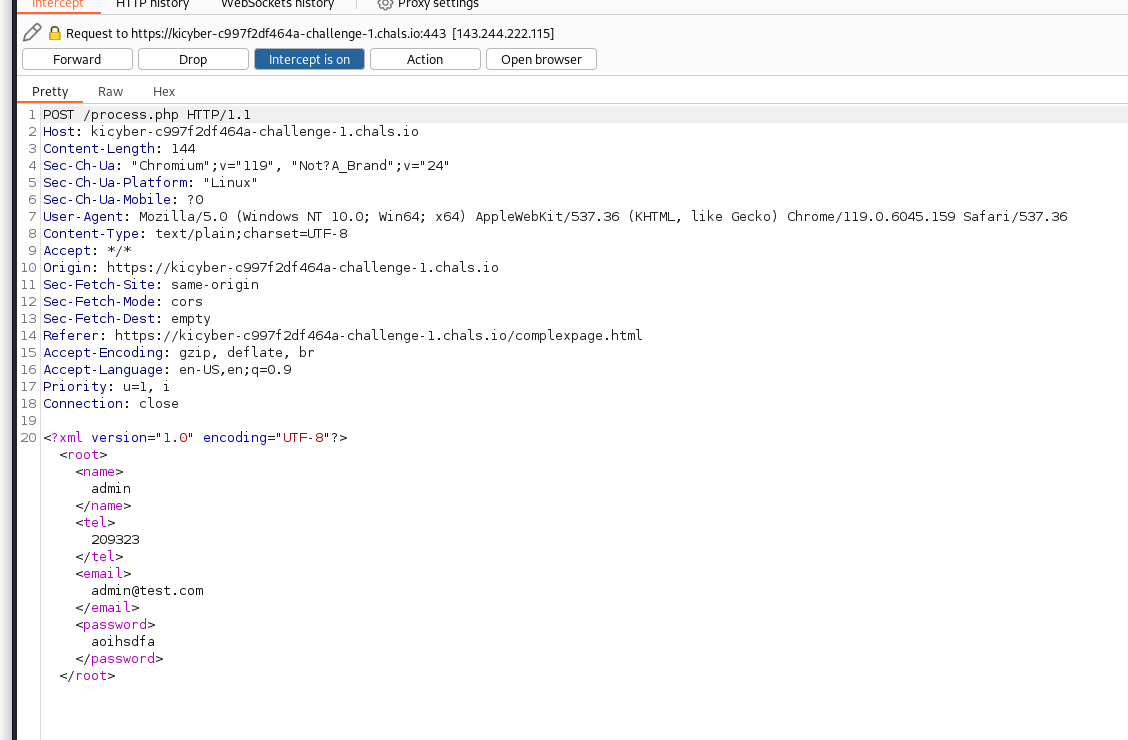 Intercept HTTP history WebSockets history Proxy settings
Request to https://kicyber-c997f2df464a-challenge-1.chals.io:443 [143.244.222.115]
Forward Drop Intercept is on Action Open browser
Pretty Raw Hex
1 POST /process.php HTTP/1.1
2 Host: kicyber-c997f2df464a-challenge-1.chals.io
3 Content-Length: 144
4 Sec-Ch-Ua: "Chromium";v="119", "Not?A_Brand";v="24"
5 Sec-Ch-Ua-Platform: "Linux"
6 Sec-Ch-Ua-Mobile: ?0
7 User-Agent: Mozilla/5.0 (Windows NT 10.0; Win64; x64) AppleWebKit/537.36 (KHTML, like Gecko) Chrome/119.0.6045.159 Safari/537.36
8 Content-Type: text/plain;charset=UTF-8
9 Accept: */*
10 Origin: https://kicyber-c997f2df464a-challenge-1.chals.io
11 Sec-Fetch-Site: same-origin
12 Sec-Fetch-Mode: cors
13 Sec-Fetch-Dest: empty
14 Referer: https://kicyber-c997f2df464a-challenge-1.chals.io/complexpage.html
15 Accept-Encoding: gzip, deflate, br
16 Accept-Language: en-US,en;q=0.9
17 Priority: u=1, i
18 Connection: close
19
20 <?xml version="1.0" encoding="UTF-8"?>
<root>
<name>
admin
</name>
<tel>
209323
</tel>
<email>
admin@test.com
</email>
<password>
aoihsdfa
</password>
</root>